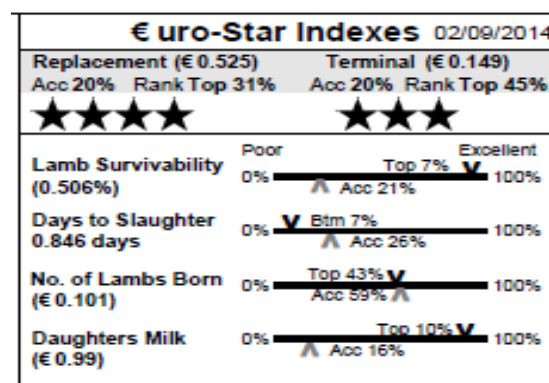 € uro-Star Indexes 02/09/2014
Replacement (€ 0.525) Terminal (€ 0.149)
Acc 20% Rank Top 31% Acc 20% Rank Top 45%
Poor Excellent
Lamb Survivability 0% Top 7% 100%
(0.506%) Acc 21%
Days to Slaughter 0% Btm 7% 100%
0.846 days Acc 26%
No. of Lambs Born 0% Top 43% 100%
(€ 0.101) Acc 59%
Daughters Milk 0% Top 10% 100%
(€ 0.99) Acc 16%